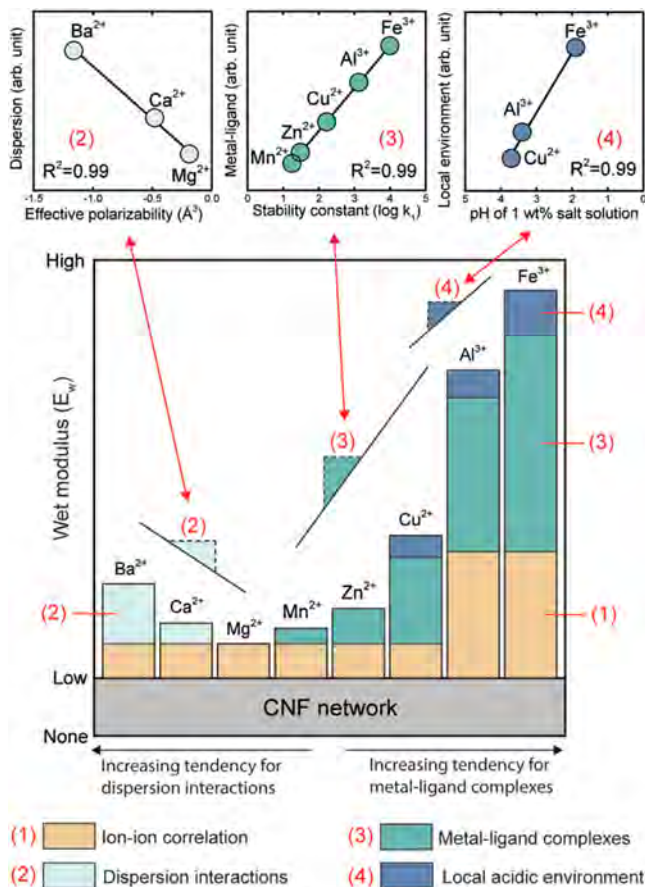 Dispersion (arb. unit)
Ba²⁺
Ca²⁺
Mg²⁺
(2)
R²=0.99
-1.5 -1.0 -0.5 0.0
Effective polarizability (Å³)
Metal-ligand (arb. unit)
Fe³⁺
Al³⁺
Cu²⁺
Zn²⁺
Mn²⁺
(3)
R²=0.99
0 1 2 3 4 5
Stability constant (log k₁)
Local environment (arb. unit)
Fe³⁺
Al³⁺
Cu²⁺
(4)
R²=0.99
4 3 2 1
pH of 1 wt% salt solution
High
Wet modulus (E_w)
Low
None
(2)
(3)
(4)
Ba²⁺
Ca²⁺
Mg²⁺
Mn²⁺
Zn²⁺
Cu²⁺
Al³⁺
Fe³⁺
(2)
(4)
(3)
(1)
CNF network
Increasing tendency for
dispersion interactions
Increasing tendency for
metal-ligand complexes
(1) Ion-ion correlation
(2) Dispersion interactions
(3) Metal-ligand complexes
(4) Local acidic environment